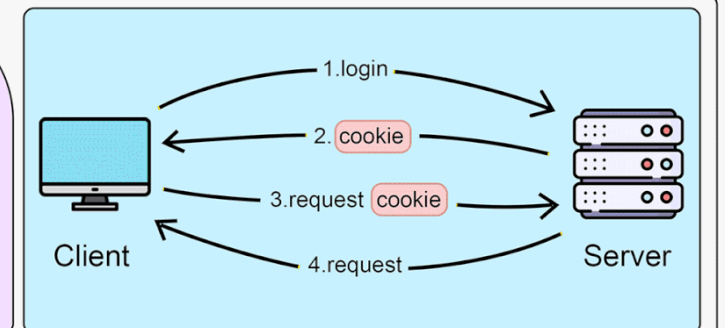 1.login
2. cookie
3.request cookie
4.request
Client
Server